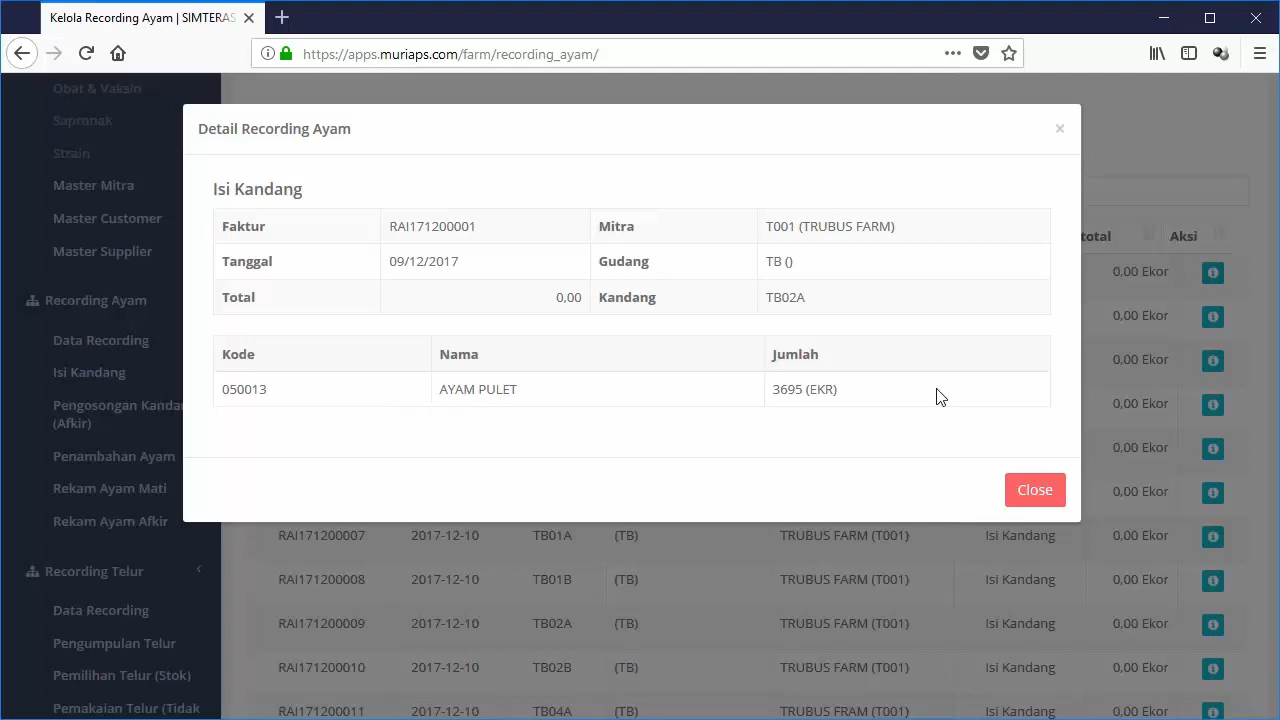 Kelola Recording Ayam | SIMTERAS
https://apps.muriaps.com/farm/recording_ayam/
Obat & Vaksin
Sapronak
Strain
Master Mitra
Master Customer
Master Supplier
Recording Ayam
Data Recording
Isi Kandang
Pengosongan Kandan
(Afkir)
Penambahan Ayam
Rekam Ayam Mati
Rekam Ayam Afkir
Recording Telur
Data Recording
Pengumpulan Telur
Pemilihan Telur (Stok)
Pemakaian Telur (Tidak
Detail Recording Ayam ×
Isi Kandang
Faktur RAI171200001 Mitra T001 (TRUBUS FARM)
Tanggal 09/12/2017 Gudang TB ()
Total 0,00 Kandang TB02A
Kode Nama Jumlah
050013 AYAM PULET 3695 (EKR)
Close
total Aksi
0,00 Ekor
0,00 Ekor
0,00 Ekor
0,00 Ekor
0,00 Ekor
0,00 Ekor
RAI171200007 2017-12-10 TB01A (TB) TRUBUS FARM (T001) Isi Kandang 0,00 Ekor
RAI171200008 2017-12-10 TB01B (TB) TRUBUS FARM (T001) Isi Kandang 0,00 Ekor
RAI171200009 2017-12-10 TB02A (TB) TRUBUS FARM (T001) Isi Kandang 0,00 Ekor
RAI171200010 2017-12-10 TB02B (TB) TRUBUS FARM (T001) Isi Kandang 0,00 Ekor
RAI171200011 2017-12-10 TB04A (TB) TRUBUS FRAM (T001) Isi Kandang 0,00 Ekor